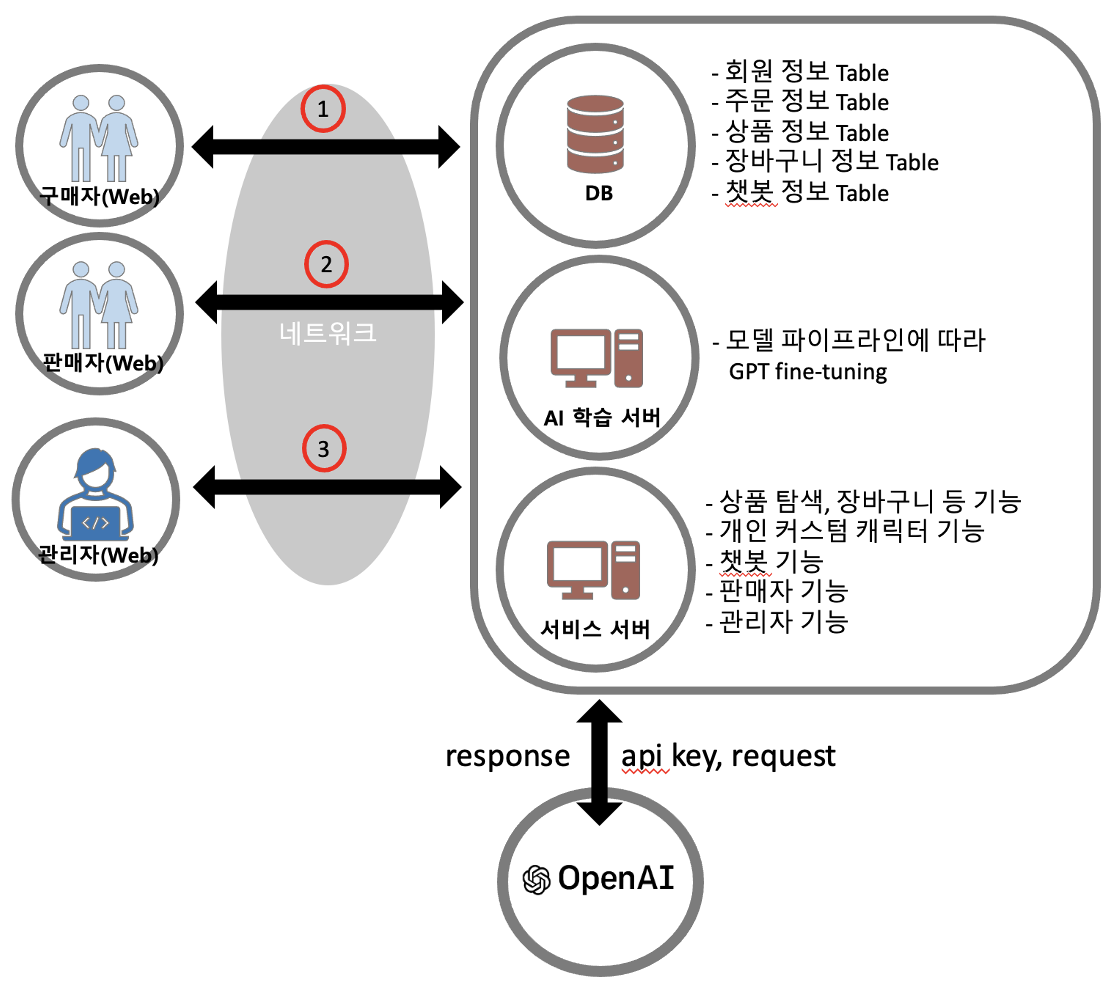 1
구매자(Web)
2
판매자(Web)
네트워크
3
관리자(Web)
DB
- 회원 정보 Table
- 주문 정보 Table
- 상품 정보 Table
- 장바구니 정보 Table
- 챗봇 정보 Table
AI 학습 서버
- 모델 파이프라인에 따라
GPT fine-tuning
서비스 서버
- 상품 탐색, 장바구니 등 기능
- 개인 커스텀 캐릭터 기능
- 챗봇 기능
- 판매자 기능
- 관리자 기능
response
api key, request
</>
OpenAI